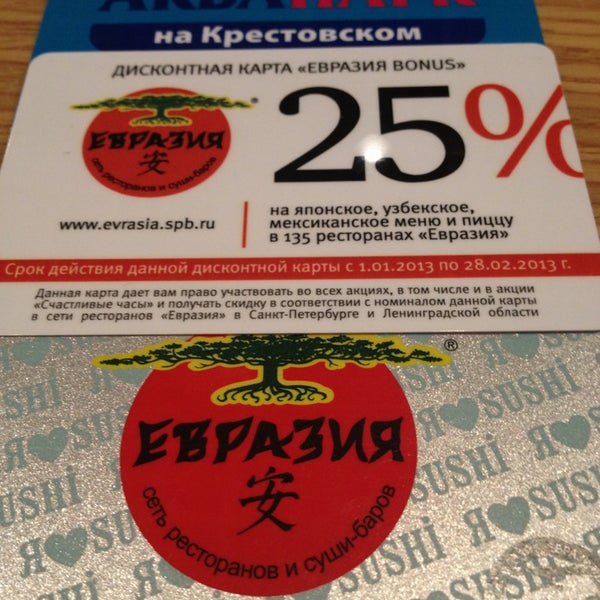 АКВАПАРК
на Крестовском
ДИСКОНТНАЯ КАРТА «ЕВРАЗИЯ BONUS»
ЕВРАЗИЯ
安
сеть ресторанов и суши-баров
®
25%
www.evrasia.spb.ru
на японское, узбекское,
мексиканское меню и пиццу
в 135 ресторанах «Евразия»
Срок действия данной дисконтной карты с 1.01.2013 по 28.02.2013 г.
Данная карта дает вам право участвовать во всех акциях, в том числе и в акции
«Счастливые часы» и получать скидку в соответствии с номиналом данной карты
в сети ресторанов «Евразия» в Санкт-Петербурге и Ленинградской области
®
ЕВРАЗИЯ
安
сеть ресторанов и суши-баров
Я SUSHi
Я SUSHi
Я SUSHi